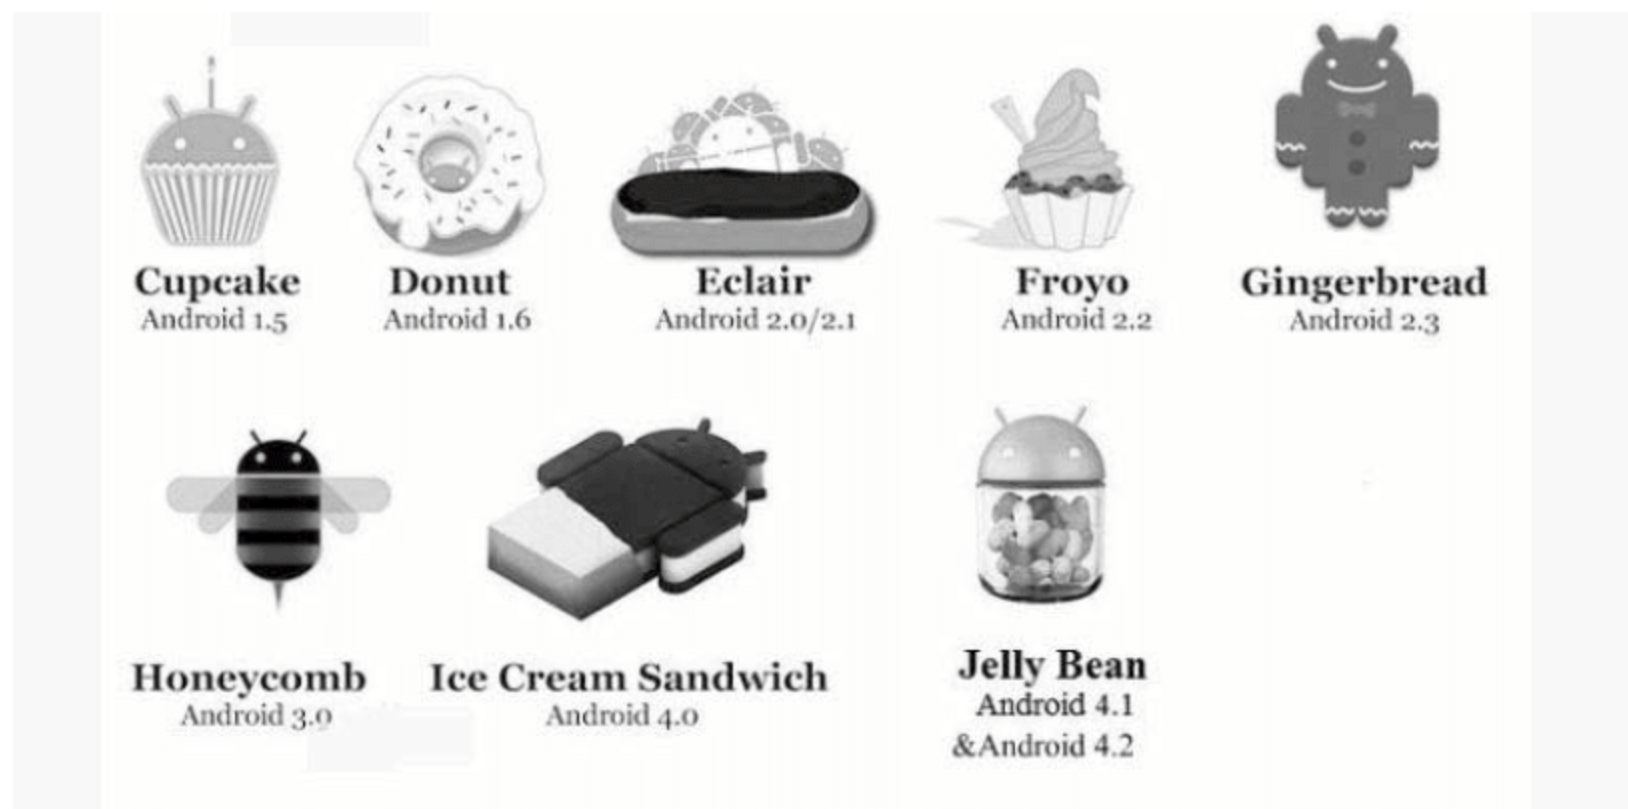 Cupcake
Android 1.5
Donut
Android 1.6
Eclair
Android 2.0/2.1
Froyo
Android 2.2
Gingerbread
Android 2.3
Honeycomb
Android 3.0
Ice Cream Sandwich
Android 4.0
Jelly Bean
Android 4.1
&Android 4.2